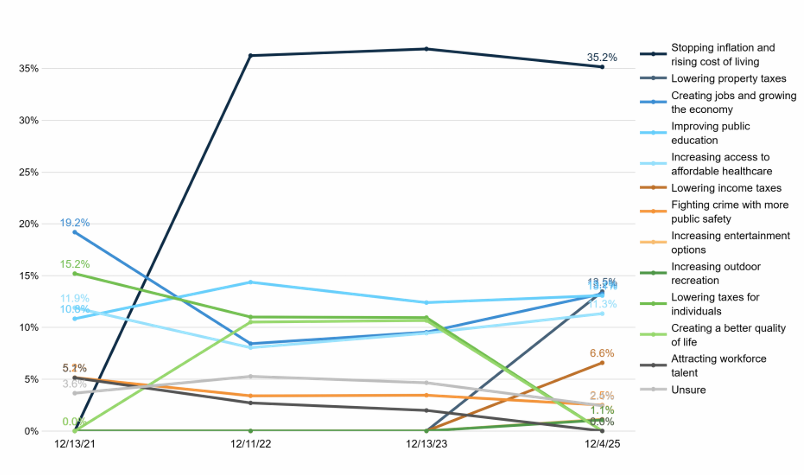 35%
30%
25%
20%
15%
10%
5%
0%
12/13/21
12/11/22
12/13/23
12/4/25
19.2%
15.2%
11.9%
5.1%
3.6%
0.0%
35.2%
13.5%
11.3%
6.6%
2.5%
1.1%
Stopping inflation and
rising cost of living
Lowering property taxes
Creating jobs and growing
the economy
Improving public
education
Increasing access to
affordable healthcare
Lowering income taxes
Fighting crime with more
public safety
Increasing entertainment
options
Increasing outdoor
recreation
Lowering taxes for
individuals
Creating a better quality
of life
Attracting workforce
talent
Unsure